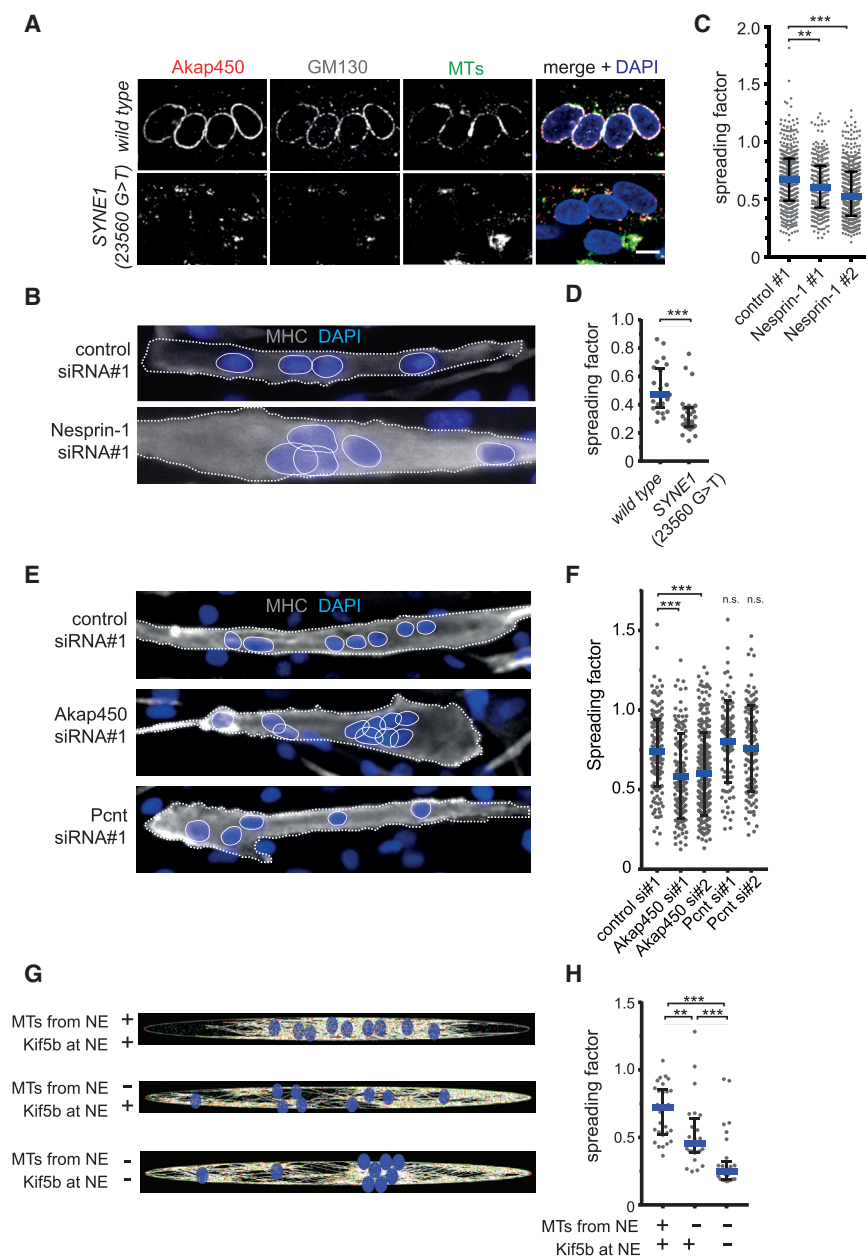 A
Akap450
GM130
MTs
merge + DAPI
wild type
SYNE1
(23560 G>T)
B
MHC DAPI
control
siRNA#1
Nesprin-1
siRNA#1
C
***
**
spreading factor
2.0
1.5
1.0
0.5
0
control #1
Nesprin-1 #1
Nesprin-1 #2
D
***
spreading factor
1.0
0.8
0.6
0.4
0.2
0
wild type
SYNE1
(23560 G>T)
E
MHC DAPI
control
siRNA#1
Akap450
siRNA#1
Pcnt
siRNA#1
F
***
***
n.s.
n.s.
Spreading factor
1.5
1.0
0.5
0
control si#1
Akap450 si#1
Akap450 si#2
Pcnt si#1
Pcnt si#2
G
MTs from NE +
Kif5b at NE +
MTs from NE -
Kif5b at NE +
MTs from NE -
Kif5b at NE -
H
***
** ***
spreading factor
1.5
1.0
0.5
0
MTs from NE + - -
Kif5b at NE + + -